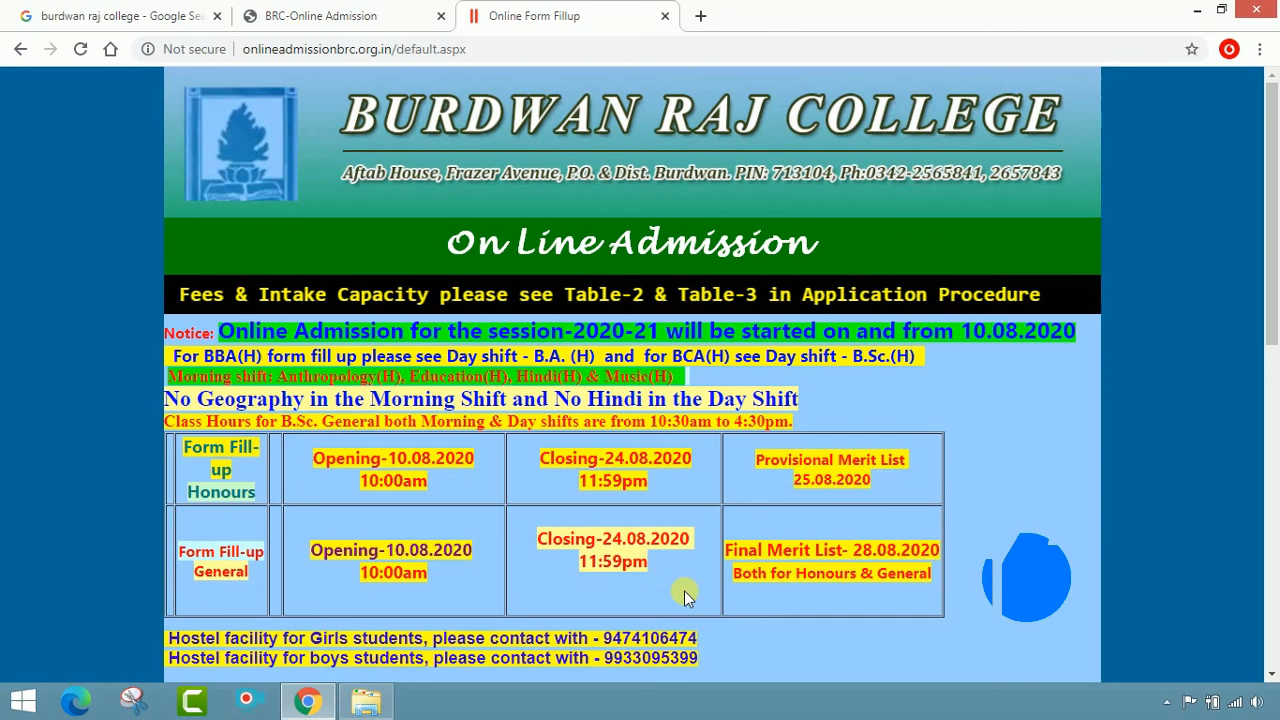 burdwan raj college - Google Sea
BRC-Online Admission
Online Form Fillup
Not secure
onlineadmissionbrc.org.in/default.aspx
BURDWAN RAJ COLLEGE
Aftab House, Frazer Avenue, P.O. & Dist. Burdwan. PIN: 713104, Ph:0342-2565841, 2657843
On Line Admission
Fees & Intake Capacity please see Table-2 & Table-3 in Application Procedure
Notice: Online Admission for the session-2020-21 will be started on and from 10.08.2020
For BBA(H) form fill up please see Day shift - B.A. (H) and for BCA(H) see Day shift - B.Sc.(H)
Morning shift: Anthropology(H), Education(H), Hindi(H) & Music(H)
No Geography in the Morning Shift and No Hindi in the Day Shift
Class Hours for B.Sc. General both Morning & Day shifts are from 10:30am to 4:30pm.
Form Fill-
up
Honours
Opening-10.08.2020
10:00am
Closing-24.08.2020
11:59pm
Provisional Merit List
25.08.2020
Form Fill-up
General
Opening-10.08.2020
10:00am
Closing-24.08.2020
11:59pm
Final Merit List- 28.08.2020
Both for Honours & General
Hostel facility for Girls students, please contact with - 9474106474
Hostel facility for boys students, please contact with - 9933095399